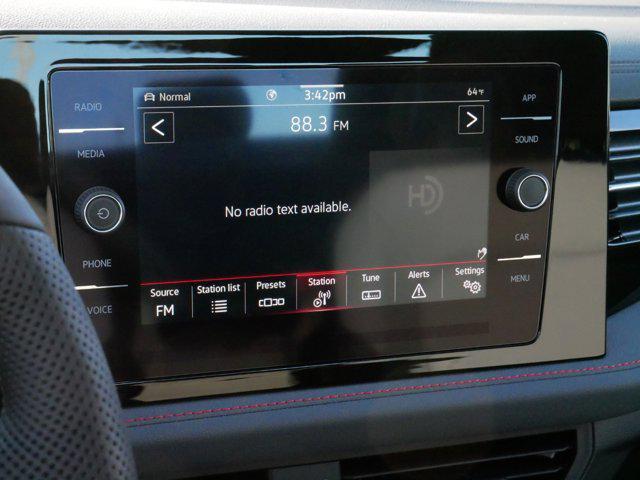 RADIO
MEDIA
PHONE
VOICE
Normal
3:42pm
64°F
88.3 FM
HD
No radio text available.
Source
FM
Station list
Presets
Station
Tune
Alerts
Settings
APP
SOUND
CAR
MENU